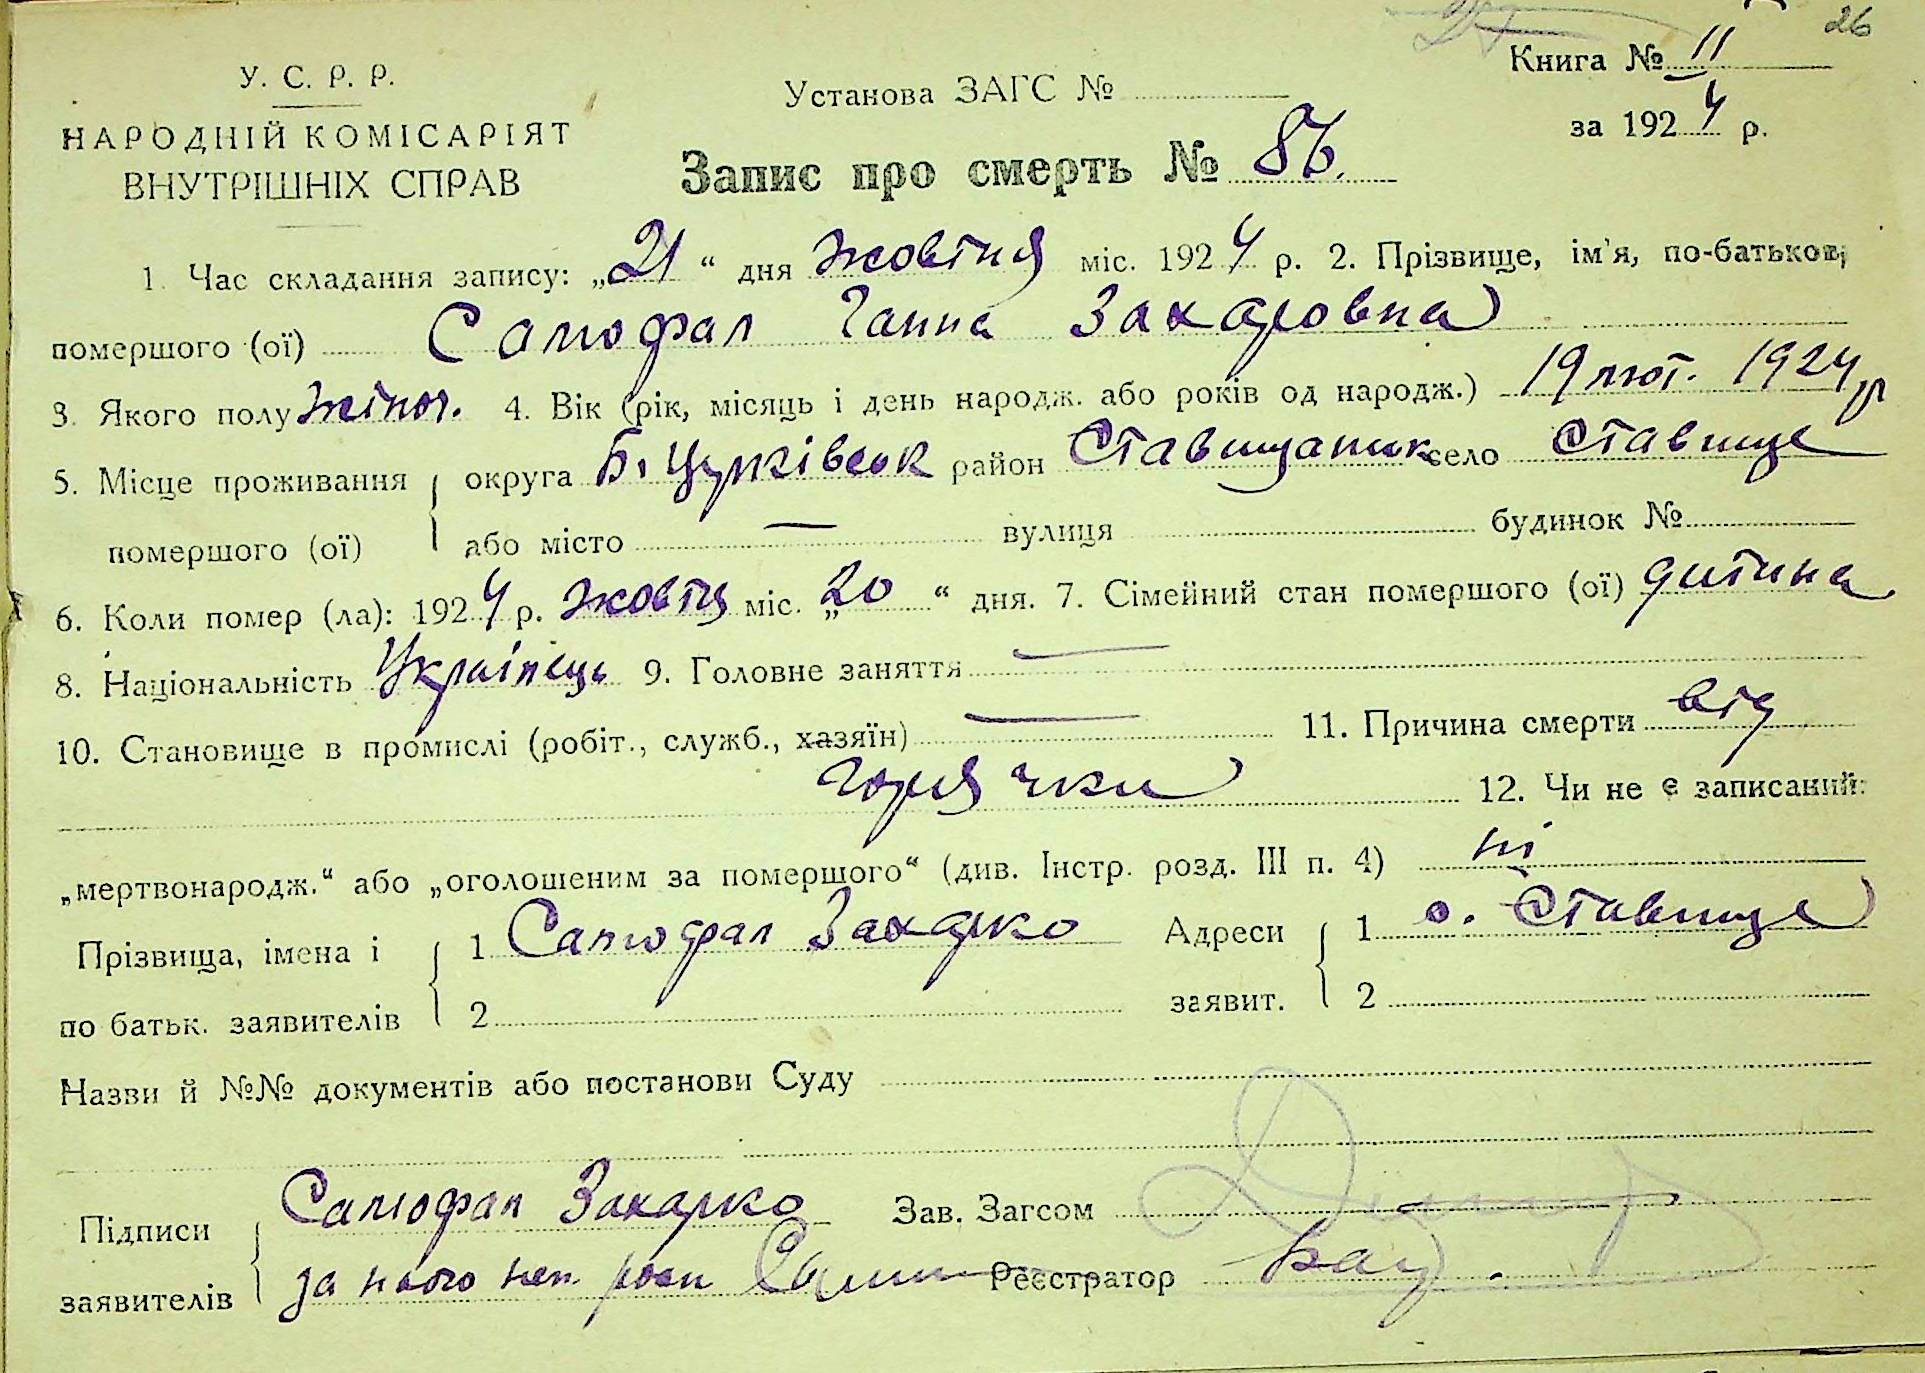 26
Книга № II
У. С. Р. Р.
Установа ЗАГС №
за 1924 р.
НАРОДНІЙ КОМІСАРІЯТ
ВНУТРІШНІХ СПРАВ
Запис про смерть № 86.
1. Час складання запису: „21“ дня жовтня міс. 1924 р. 2. Прізвище, ім'я, по-батькові
помершого (ої) Самофал Ганна Захаровна
3. Якого полу жіноч. 4. Вік (рік, місяць і день народж. або років од народж.) 19 лют. 1924 р
5. Місце проживання помершого (ої) округа Б. Церківськ район Ставищанськ село Ставище
або місто — вулиця будинок №
6. Коли помер (ла): 1924 р. жовтня міс. „20“ дня. 7. Сімейний стан помершого (ої) дитина
8. Національність Українець 9. Головне заняття —
10. Становище в промислі (робіт., служб., хазяїн) — 11. Причина смерти від
горячки 12. Чи не є записаний:
„мертвонародж.“ або „оголошеним за помершого“ (див. Інстр. розд. III п. 4) ні
Прізвища, імена і по батьк. заявителів 1 Самофал Захарко Адреси заявит. 1 с. Ставище
2 2
Назви й №№ документів або постанови Суду
Підписи заявителів Самофал Захарко Зав. Загсом
за нього неп. росп Реєстратор